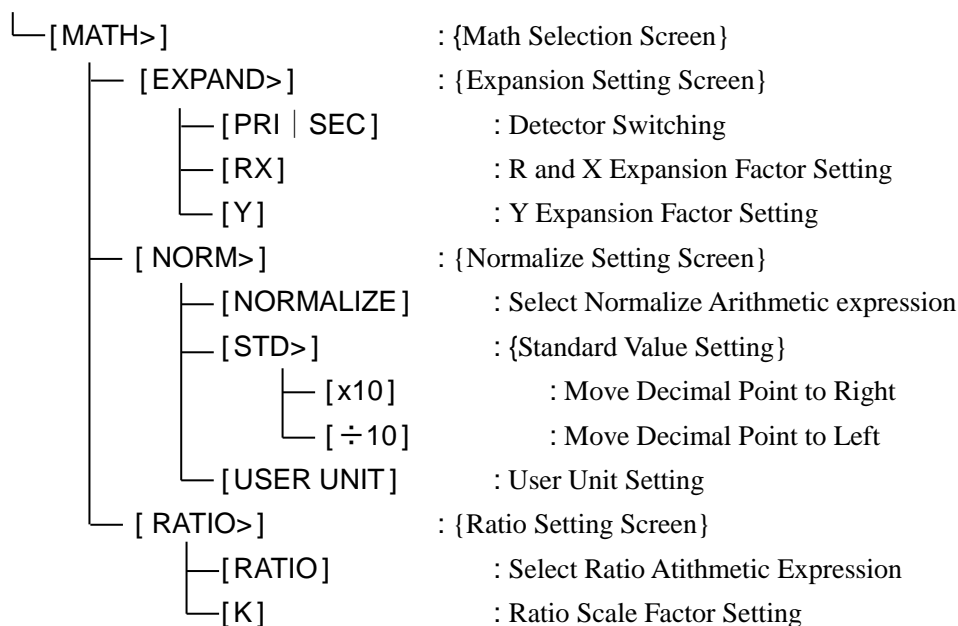 [MATH>] : {Math Selection Screen}
[EXPAND>] : {Expansion Setting Screen}
[PRI｜SEC] : Detector Switching
[RX] : R and X Expansion Factor Setting
[Y] : Y Expansion Factor Setting
[ NORM>] : {Normalize Setting Screen}
[NORMALIZE] : Select Normalize Arithmetic expression
[STD>] : {Standard Value Setting}
[x10] : Move Decimal Point to Right
[÷10] : Move Decimal Point to Left
[USER UNIT] : User Unit Setting
[ RATIO>] : {Ratio Setting Screen}
[RATIO] : Select Ratio Atithmetic Expression
[K] : Ratio Scale Factor Setting